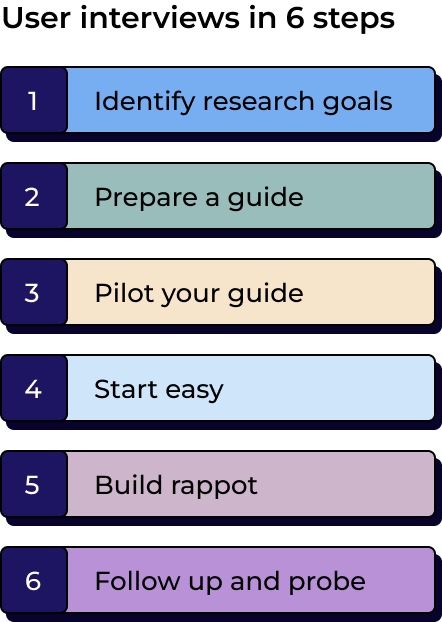 User interviews in 6 steps
1 Identify research goals
2 Prepare a guide
3 Pilot your guide
4 Start easy
5 Build rappot
6 Follow up and probe